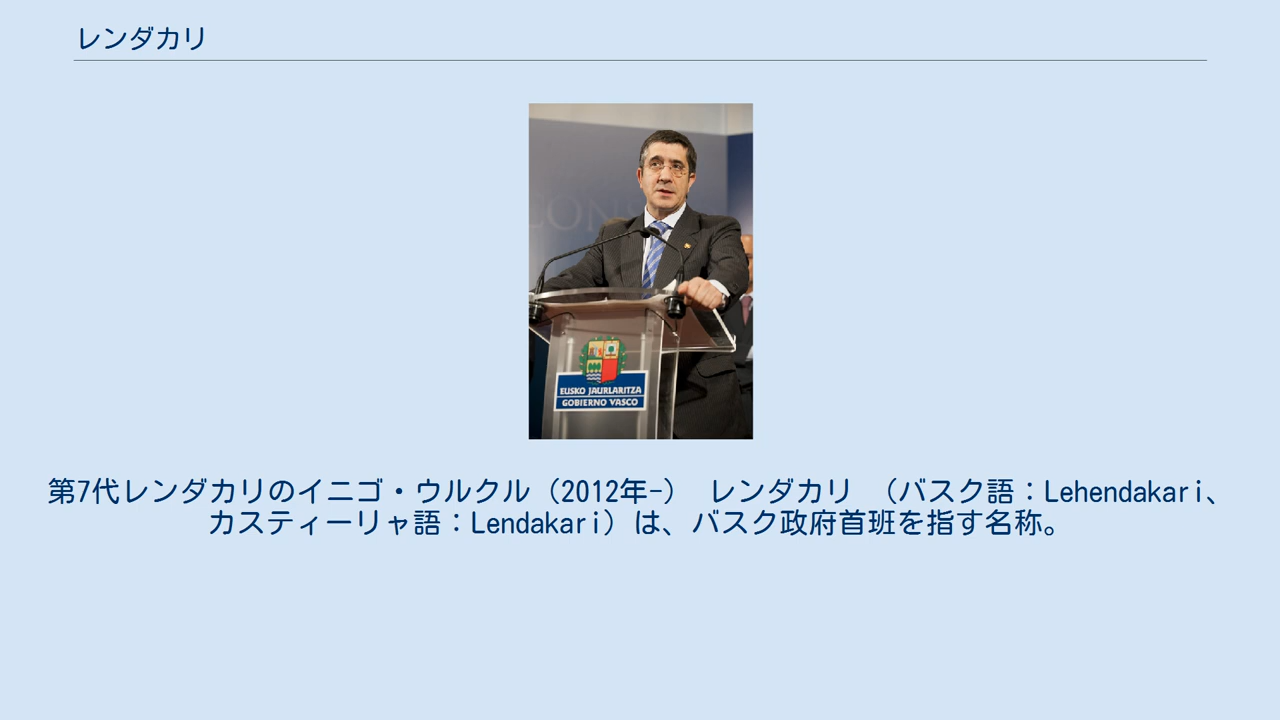 レンダカリ
CONS
EUSKO JAURLARITZA
GOBIERNO VASCO
第7代レンダカリのイニゴ・ウルクル（2012年-） レンダカリ （バスク語：Lehendakari、
カスティーリャ語：Lendakari）は、バスク政府首班を指す名称。